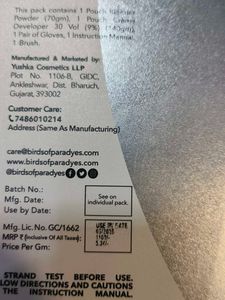 This pack contains 1 Pouch
Powder (70gm), 1 Pouch
Developer 30 Vol (9%)
1 Pair of Gloves, 1 Instruction Manual
1 Brush.
Manufactured & Marketed by:
Yushka Cosmetics LLP
Plot No. 1106-B, GIDC,
Ankleshwar, Dist. Bharuch,
Gujarat, 393002
Customer Care:
7486010214
Address (Same As Manufacturing)
care@birdsofparadyes.com
www.birdsofparadyes.com
@birdsofparadyes
Batch No.:
Mfg. Date:
Use by Date:
See on
individual pack.
Mfg. Lic. No. GC/1662
MRP ₹ (Inclusive Of All Taxes):
Price Per Gm:
STRAND TEST BEFORE USE.
LOW DIRECTIONS AND CAUTIONS
THE INSTRUCTION MANUAL.